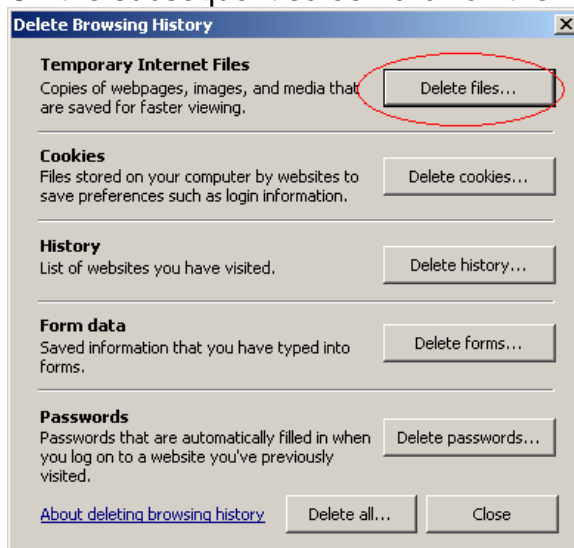 Delete Browsing History
Temporary Internet Files
Copies of webpages, images, and media that
are saved for faster viewing.
Delete files...
Cookies
Files stored on your computer by websites to
save preferences such as login information.
Delete cookies...
History
List of websites you have visited.
Delete history...
Form data
Saved information that you have typed into
forms.
Delete forms...
Passwords
Passwords that are automatically filled in when
you log on to a website you've previously
visited.
Delete passwords...
About deleting browsing history
Delete all...
Close